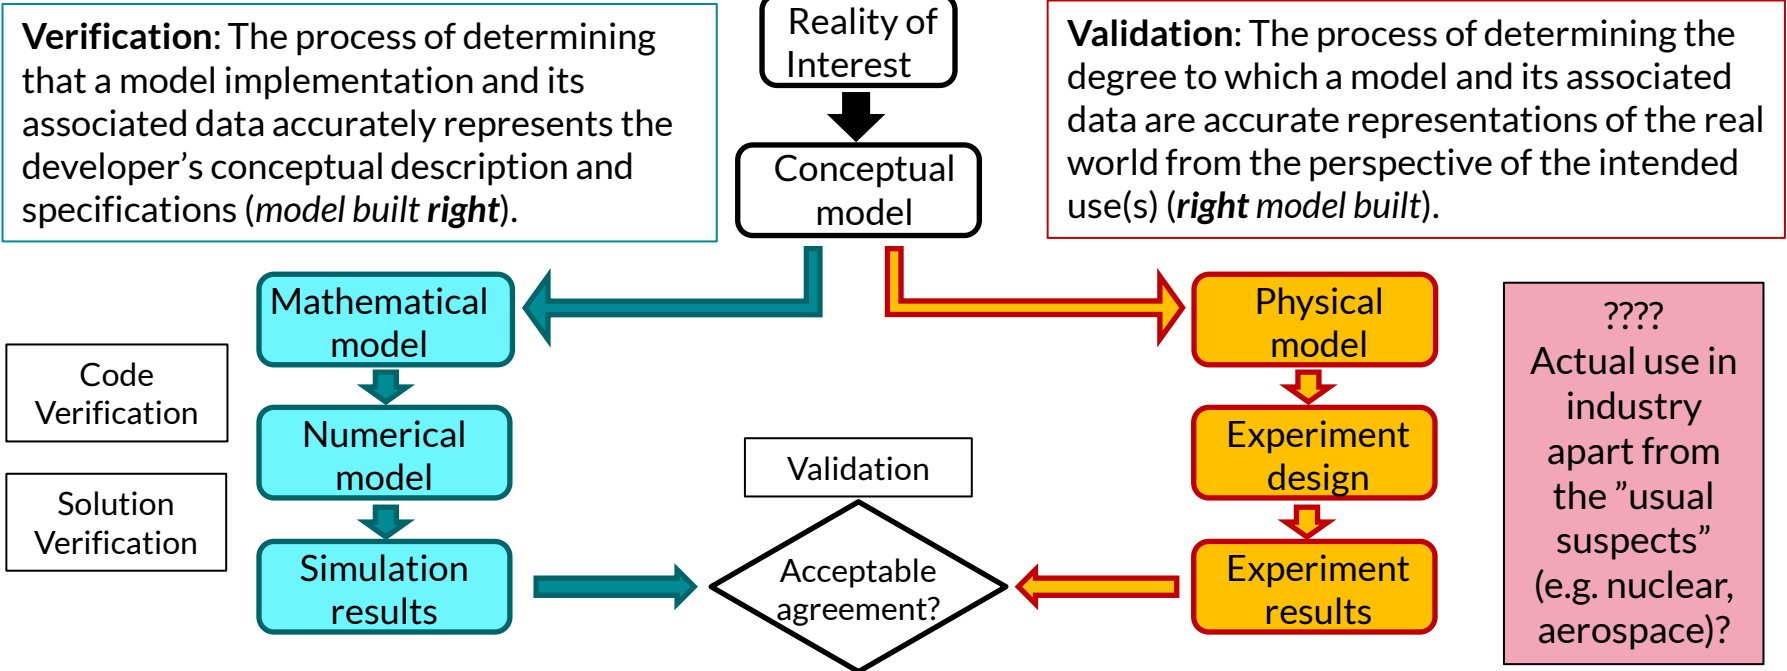 Verification: The process of determining
that a model implementation and its
associated data accurately represents the
developer’s conceptual description and
specifications (model built right).
Reality of
Interest
Conceptual
model
Validation: The process of determining the
degree to which a model and its associated
data are accurate representations of the real
world from the perspective of the intended
use(s) (right model built).
Mathematical
model
Physical
model
Code
Verification
Numerical
model
Validation
Experiment
design
Solution
Verification
Simulation
results
Acceptable
agreement?
Experiment
results
????
Actual use in
industry
apart from
the ”usual
suspects”
(e.g. nuclear,
aerospace)?